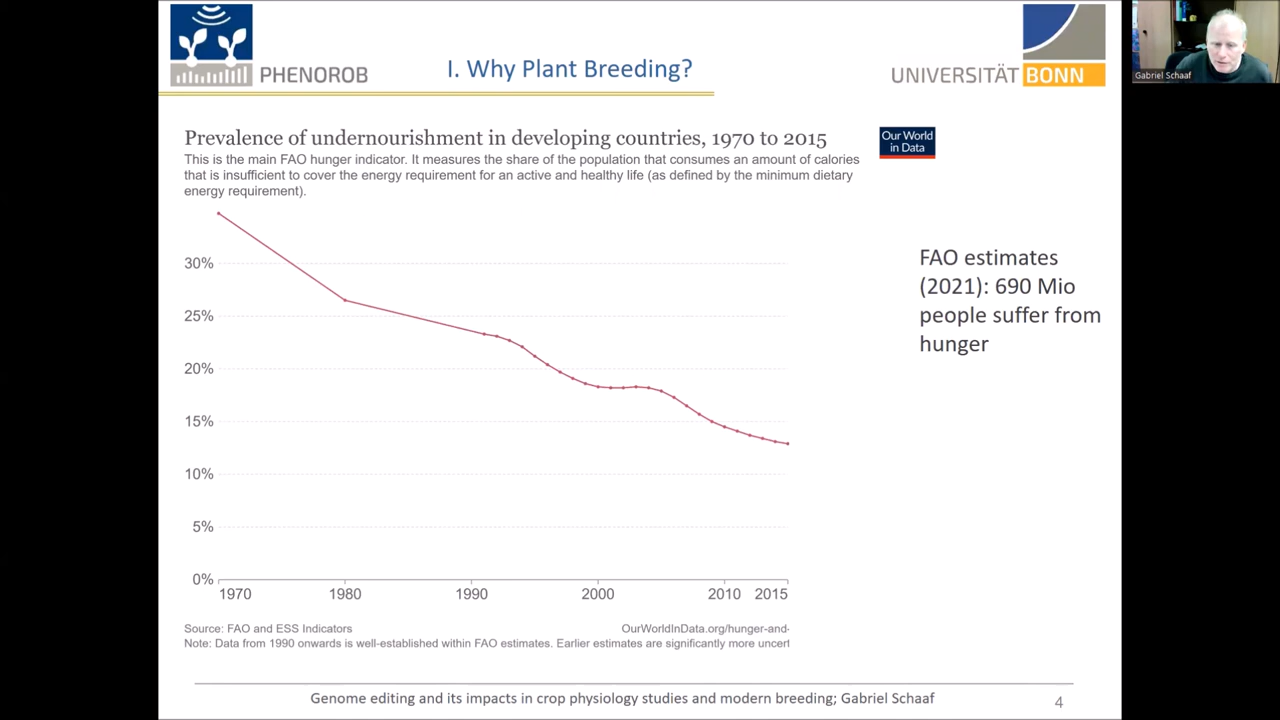 PHENOROB
I. Why Plant Breeding?
UNIVERSITÄT BONN
Gabriel Schaaf
Prevalence of undernourishment in developing countries, 1970 to 2015
Our World
in Data
This is the main FAO hunger indicator. It measures the share of the population that consumes an amount of calories
that is insufficient to cover the energy requirement for an active and healthy life (as defined by the minimum dietary
energy requirement).
FAO estimates
(2021): 690 Mio
people suffer from
hunger
30%
25%
20%
15%
10%
5%
0%
1970 1980 1990 2000 2010 2015
Source: FAO and ESS Indicators OurWorldInData.org/hunger-and-
Note: Data from 1990 onwards is well-established within FAO estimates. Earlier estimates are significantly more uncert
Genome editing and its impacts in crop physiology studies and modern breeding; Gabriel Schaaf 4